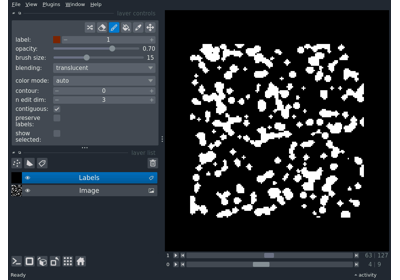 File View Plugins Window Help
layer controls
label: 1
opacity: 0.70
brush size: 15
blending: translucent
color mode: auto
contour: 0
n edit dim: 3
contiguous:
preserve
labels:
show
selected:
layer list
Labels
Image
1 63 127
0 4 9
Ready activity